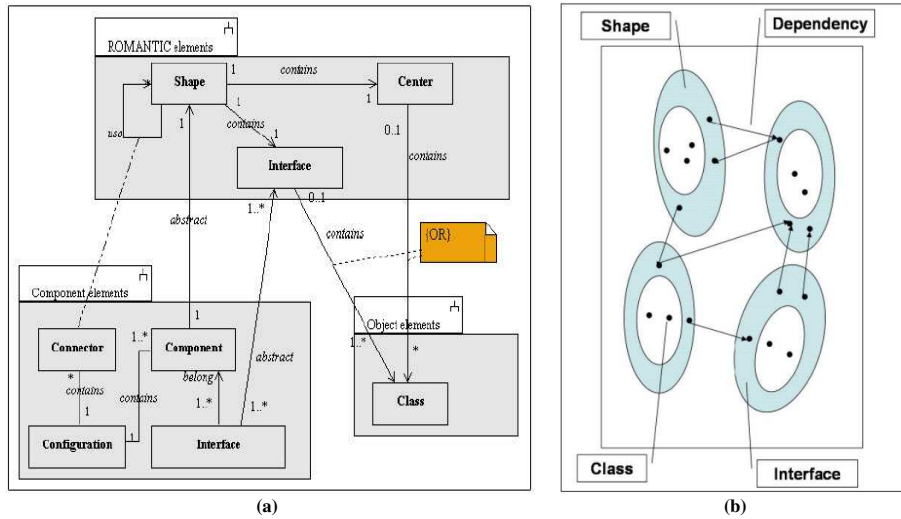 ROMANTIC elements
Shape
1
contains
1
Center
*
use
1
1
contains
1
0..1
contains
Interface
0..1
1..*
abstract
contains
{OR}
Component elements
Object elements
1
1..*
Connector
Component
1..*
*
*
contains
contains
belong
abstract
1..*
1..*
1
1
Class
Configuration
Interface
(a)
Shape
Dependency
Class
Interface
(b)